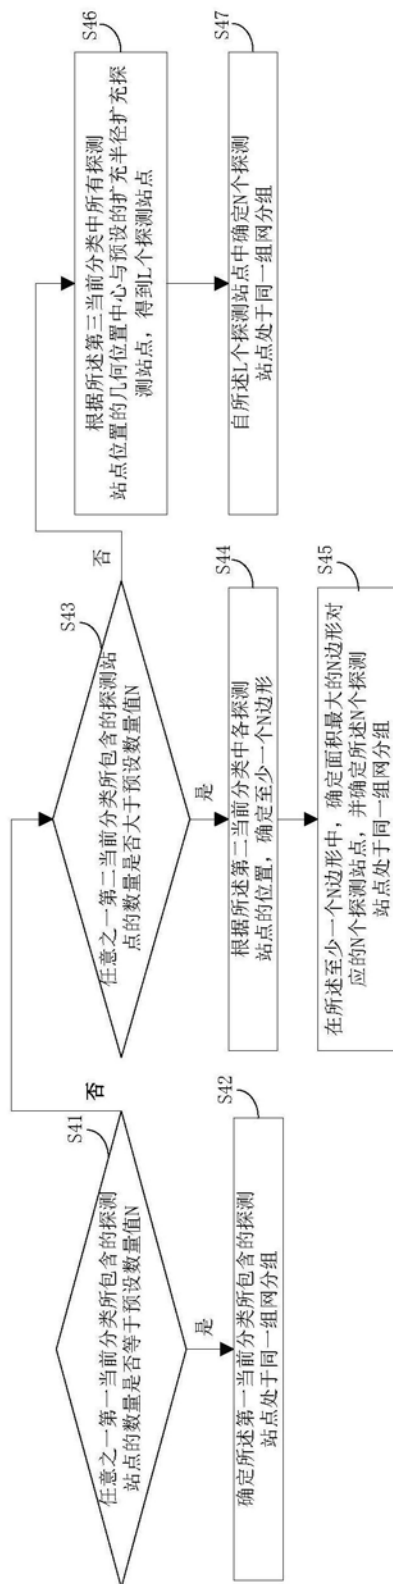 S41
任意之一第一当前分类所包含的探测
站点的数量是否等于预设数量值N
否
是
S42
确定所述第一当前分类所包含的探测
站点处于同一组网分组
S43
任意之一第二当前分类所包含的探测站
点的数量是否大于预设数量值N
否
是
S44
根据所述第二当前分类中各探测
站点的位置，确定至少一个N边形
S45
在所述至少一个N边形中，确定面积最大的N边形对
应的N个探测站点，并确定所述N个探测
站点处于同一组网分组
S46
根据所述第三当前分类中所有探测
站点位置的几何位置中心与预设的扩充半径扩充探
测站点，得到L个探测站点
S47
自所述L个探测站点中确定N个探测
站点处于同一组网分组